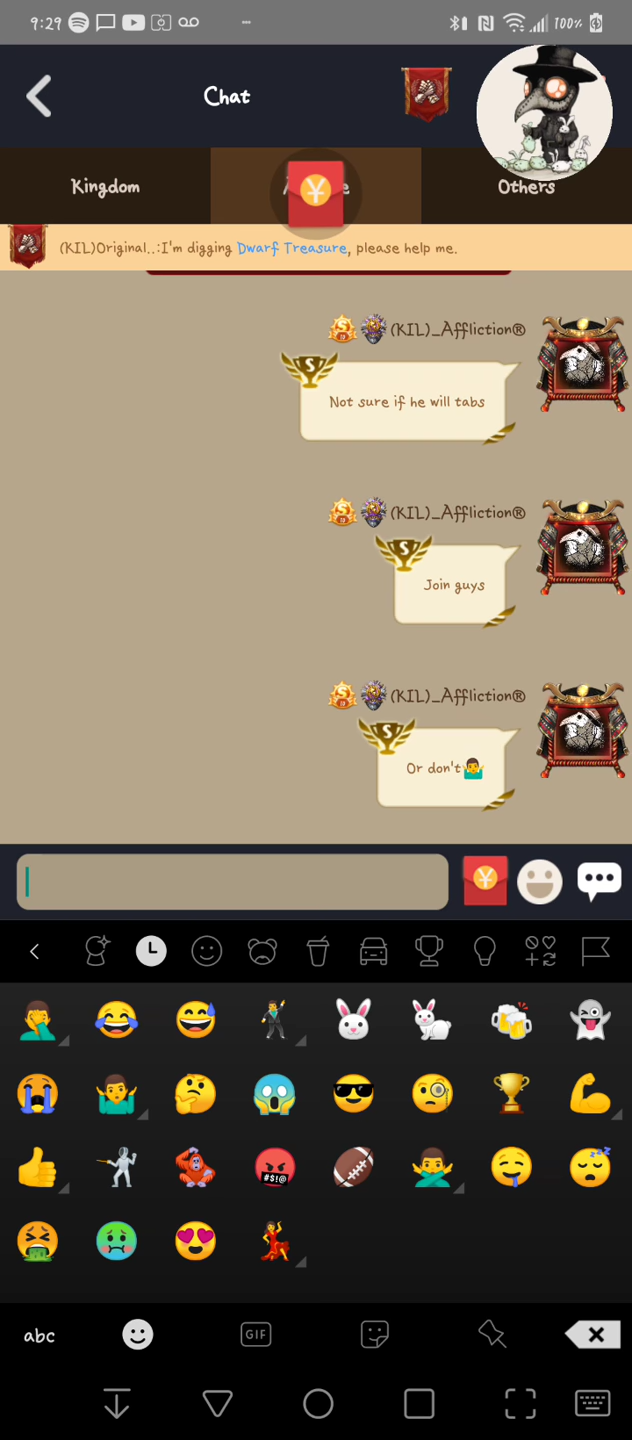 9:29
100%
Chat
Kingdom
Others
(KIL)Original..:I'm digging Dwarf Treasure, please help me.
(KIL)_Affliction®
S
Not sure if he will tabs
(KIL)_Affliction®
S
Join guys
(KIL)_Affliction®
S
Or don't🤷‍♂️
abc
GIF